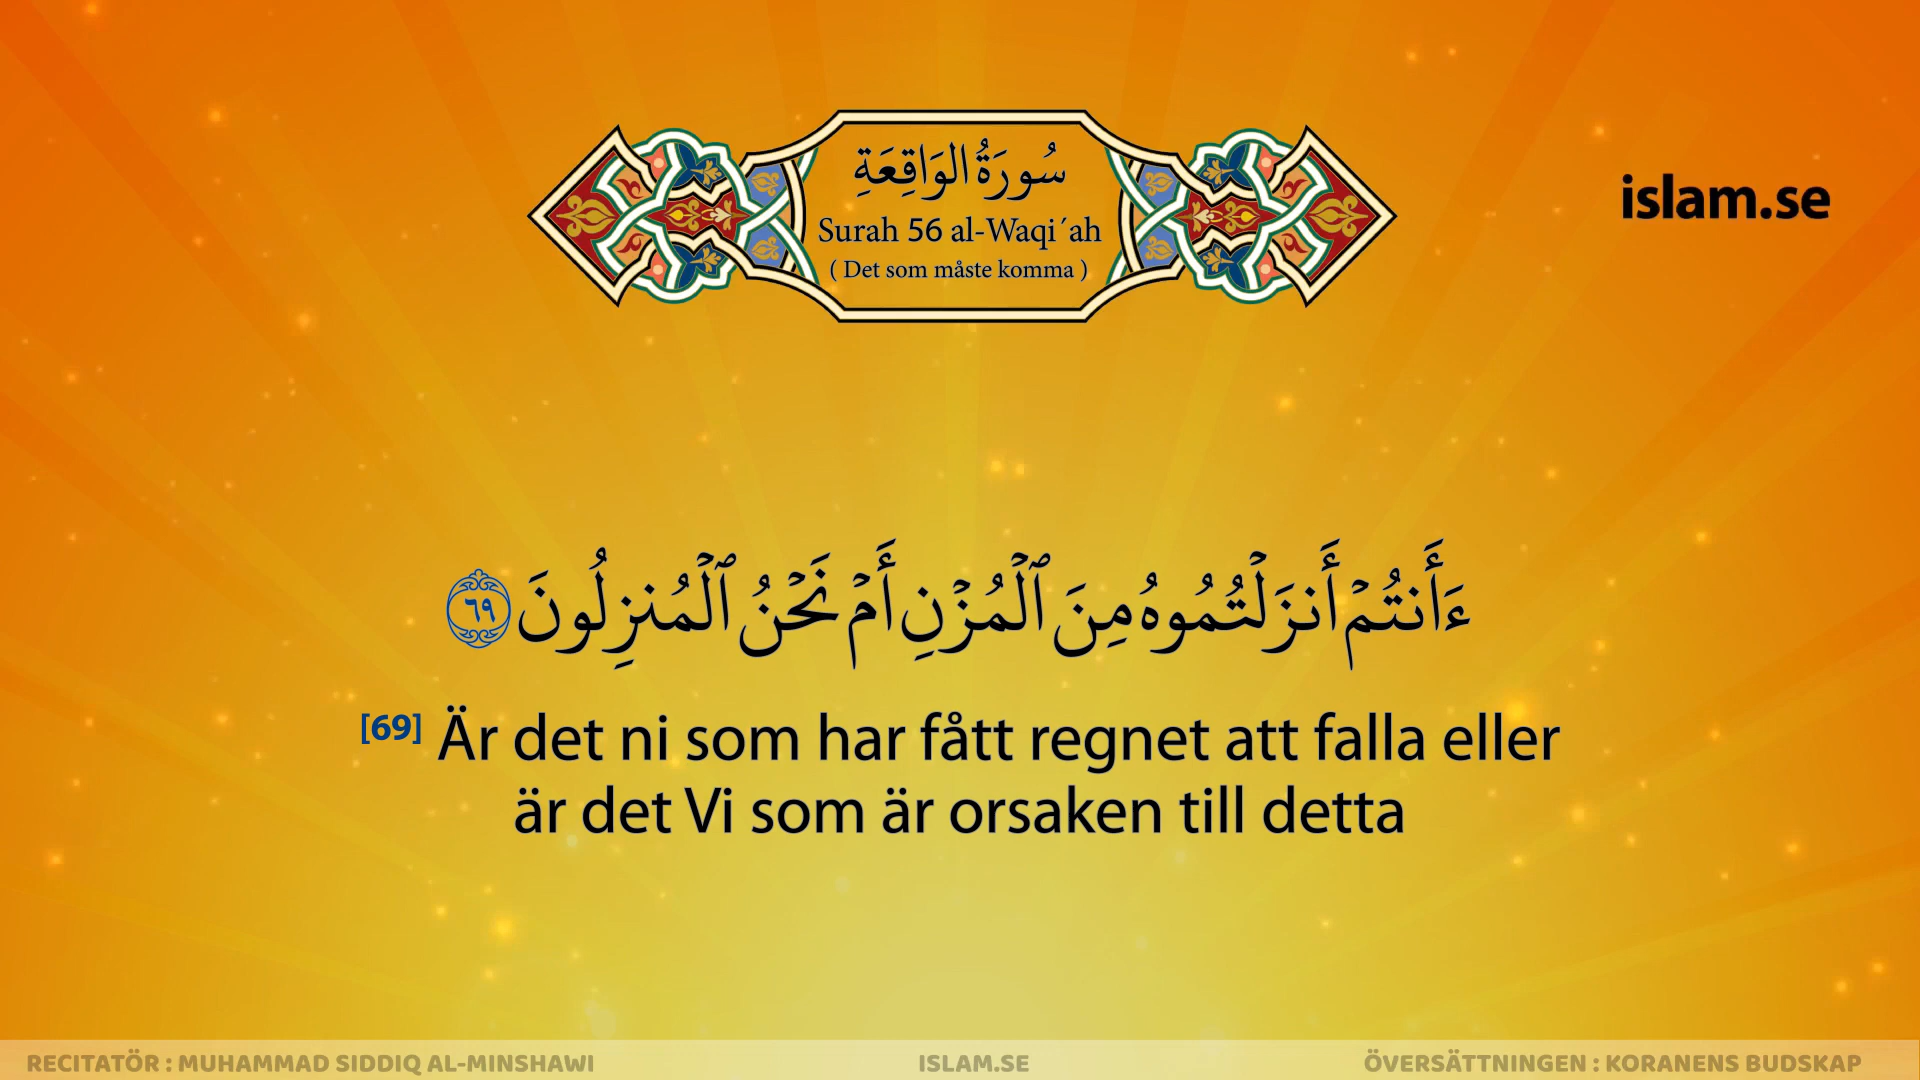 سُورَةُ الوَاقِعَةِ
Surah 56 al-Waqi´ah
( Det som måste komma )
islam.se
ءَأَنتُمۡ أَنزَلۡتُمُوهُ مِنَ ٱلۡمُزۡنِ أَمۡ نَحۡنُ ٱلۡمُنزِلُونَ ٦٩
[69] Är det ni som har fått regnet att falla eller
är det Vi som är orsaken till detta
RECITATÖR : MUHAMMAD SIDDIQ AL-MINSHAWI
ISLAM.SE
ÖVERSÄTTNINGEN : KORANENS BUDSKAP